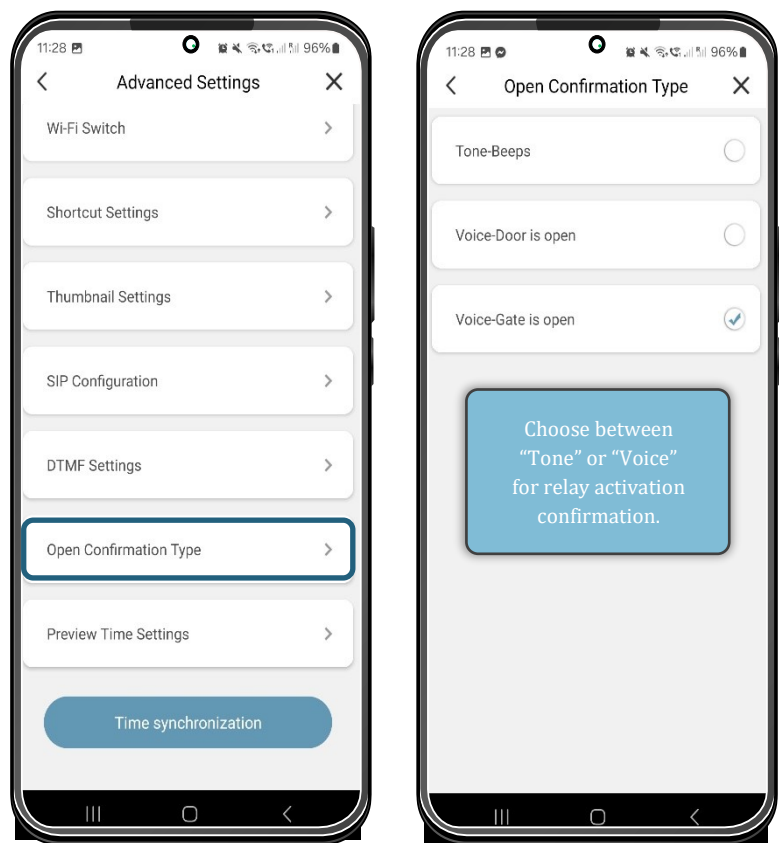 11:28 96%
Advanced Settings
Wi-Fi Switch
Shortcut Settings
Thumbnail Settings
SIP Configuration
DTMF Settings
Open Confirmation Type
Preview Time Settings
Time synchronization
11:28 96%
Open Confirmation Type
Tone-Beeps
Voice-Door is open
Voice-Gate is open
Choose between
“Tone” or “Voice”
for relay activation
confirmation.